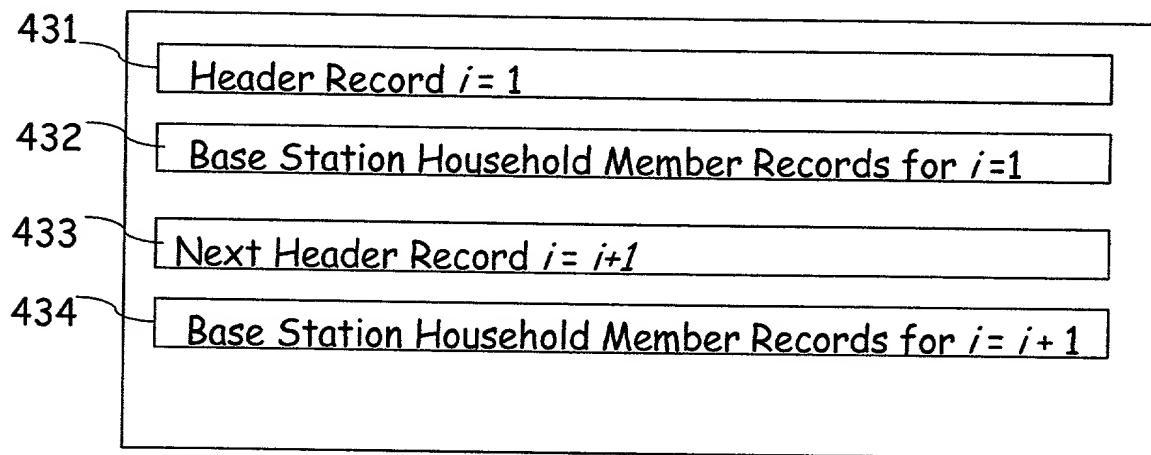 431
Header Record i = 1
432
Base Station Household Member Records for i =1
433
Next Header Record i = i+1
434
Base Station Household Member Records for i = i + 1